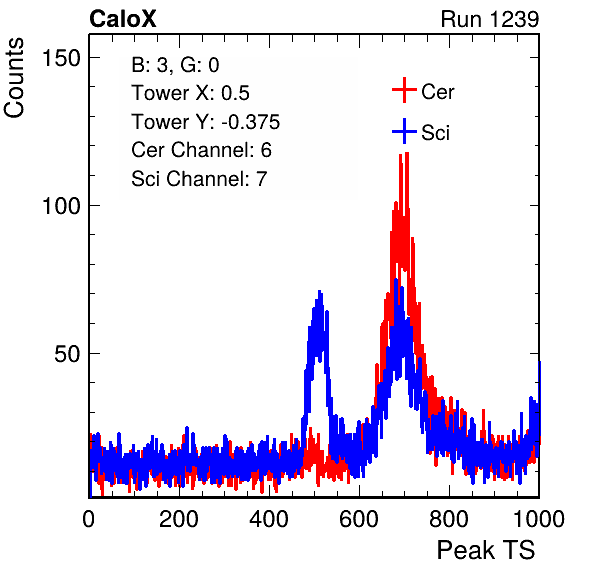 CaloX Run 1239
Counts
150
100
50
B: 3, G: 0
Tower X: 0.5
Tower Y: -0.375
Cer Channel: 6
Sci Channel: 7
Cer
Sci
0 200 400 600 800 1000
Peak TS